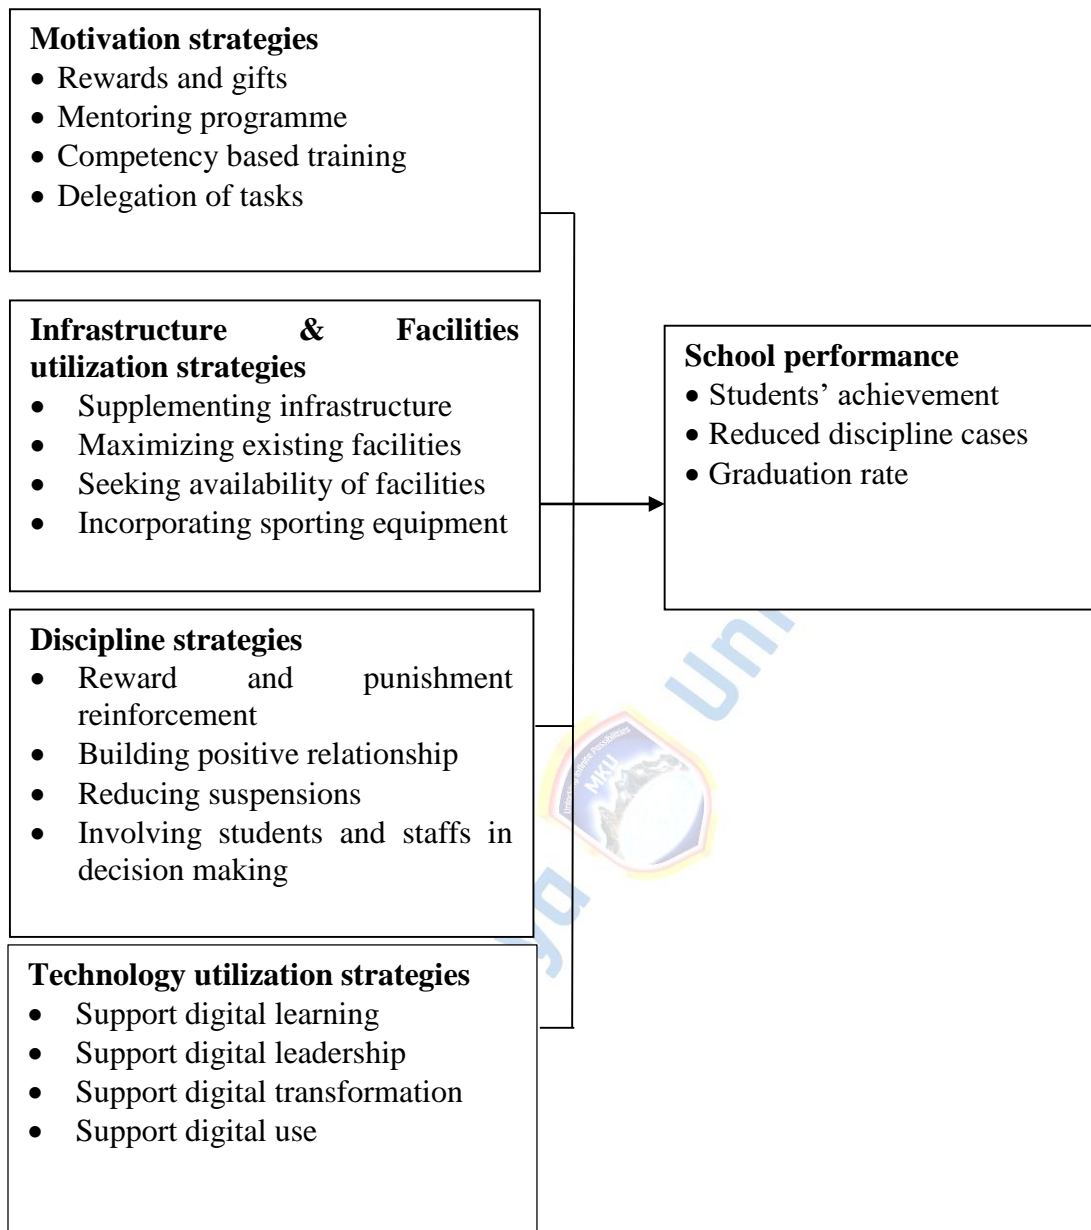 Motivation strategies
• Rewards and gifts
• Mentoring programme
• Competency based training
• Delegation of tasks
Infrastructure & Facilities
utilization strategies
• Supplementing infrastructure
• Maximizing existing facilities
• Seeking availability of facilities
• Incorporating sporting equipment
School performance
• Students’ achievement
• Reduced discipline cases
• Graduation rate
Discipline strategies
• Reward and punishment
reinforcement
• Building positive relationship
• Reducing suspensions
• Involving students and staffs in
decision making
Technology utilization strategies
• Support digital learning
• Support digital leadership
• Support digital transformation
• Support digital use
MKU